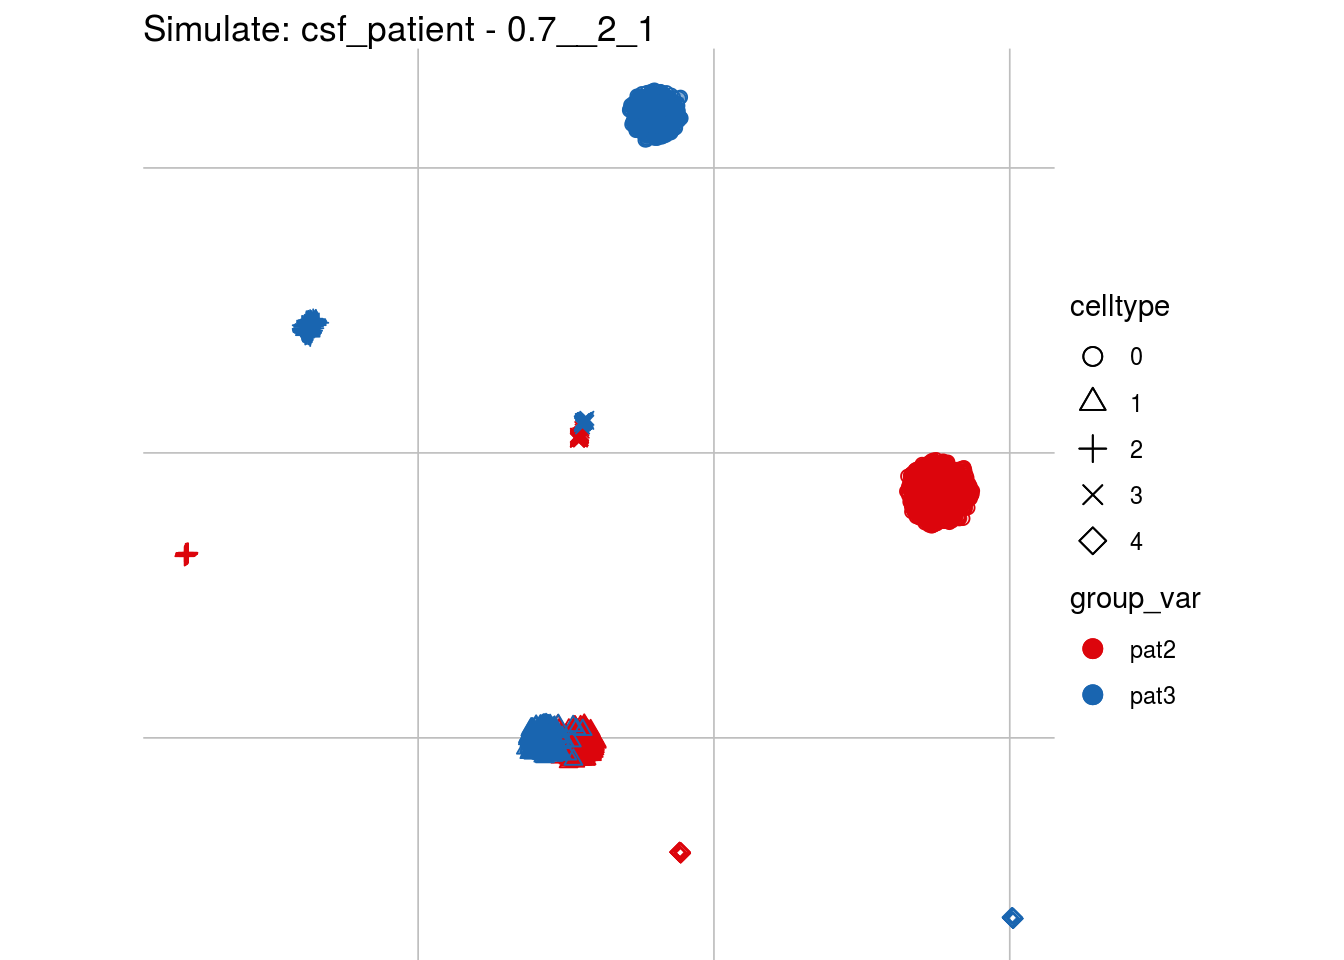 Simulate: csf_patient - 0.7__2_1
celltype
0
1
2
3
4
group_var
pat2
pat3